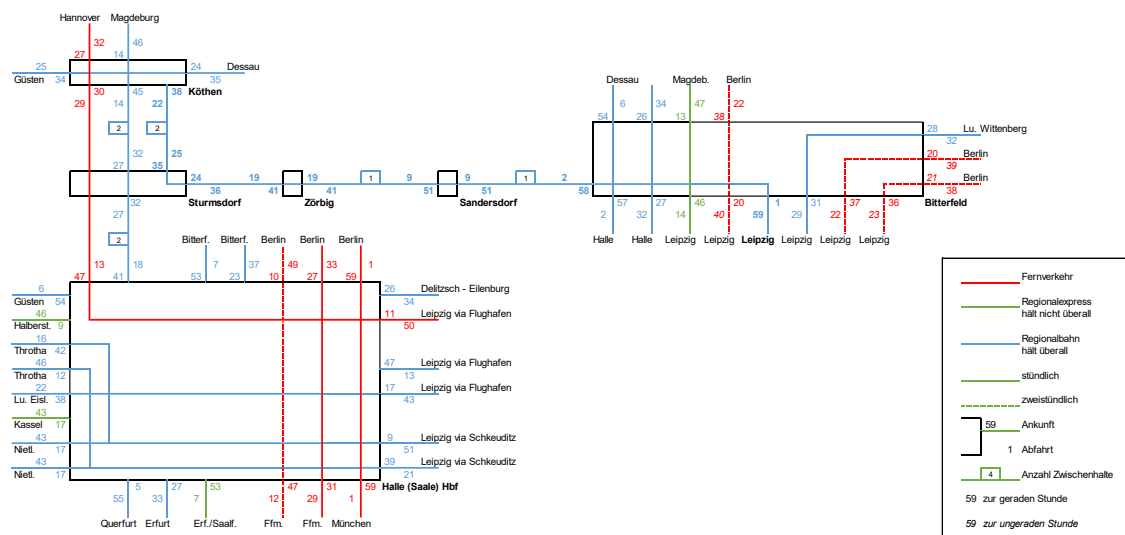 Hannover Magdeburg
32 46
27 14
25 24 Dessau
Güsten 34 35
30 45 38 Köthen
29 14 22
2 2
32 25
27 35
24 19 19 9 9 2
36 41 41 51 51 58
1 1
32 Sturmsdorf Zörbig Sandersdorf
27
2
13 18
47 41
Dessau Magdeb. Berlin
6 34 47 22
54 26 13 38
28 Lu. Wittenberg
32
20 Berlin
39
21 Berlin
38
57 27 46 20 1 31 37 36 Bitterfeld
2 32 14 40 59 29 22 23
Halle Halle Leipzig Leipzig Leipzig Leipzig Leipzig Leipzig
Bitterf. Bitterf. Berlin Berlin Berlin
7 37 49 33 1
53 23 10 27 59
6 26 Delitzsch - Eilenburg
Güsten 54 34
46 11 Leipzig via Flughafen
Halberst. 9 50
16
Throtha 42
46 47 Leipzig via Flughafen
Throtha 12 13
22 17 Leipzig via Flughafen
Lu. Eisl. 38 43
43
Kassel 17
43 9 Leipzig via Schkeuditz
Nietl. 17 51
43 39 Leipzig via Schkeuditz
Nietl. 17 21
Halle (Saale) Hbf
5 27 53 47 31 59
55 33 7 12 29 1
Querfurt Erfurt Erf./Saalf. Ffm. Ffm. München
Fernverkehr
Regionalexpress
hält nicht überall
Regionalbahn
hält überall
stündlich
zweistündlich
59 Ankunft
1 Abfahrt
4 Anzahl Zwischenhalte
59 zur geraden Stunde
59 zur ungeraden Stunde